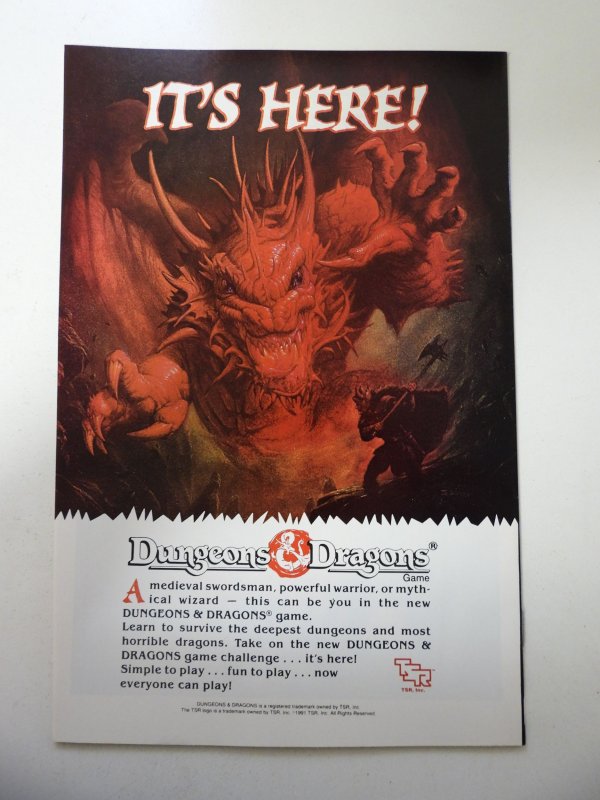 IT'S HERE!
Dungeons & Dragons®
Game
A medieval swordsman, powerful warrior, or myth-
ical wizard — this can be you in the new
DUNGEONS & DRAGONS® game.
Learn to survive the deepest dungeons and most
horrible dragons. Take on the new DUNGEONS &
DRAGONS game challenge . . . it's here!
Simple to play . . . fun to play . . . now
everyone can play!
TSR
TSR, Inc.
DUNGEONS & DRAGONS is a registered trademark owned by TSR, Inc.
The TSR logo is a trademark owned by TSR, Inc. ©1991 TSR, Inc. All Rights Reserved.